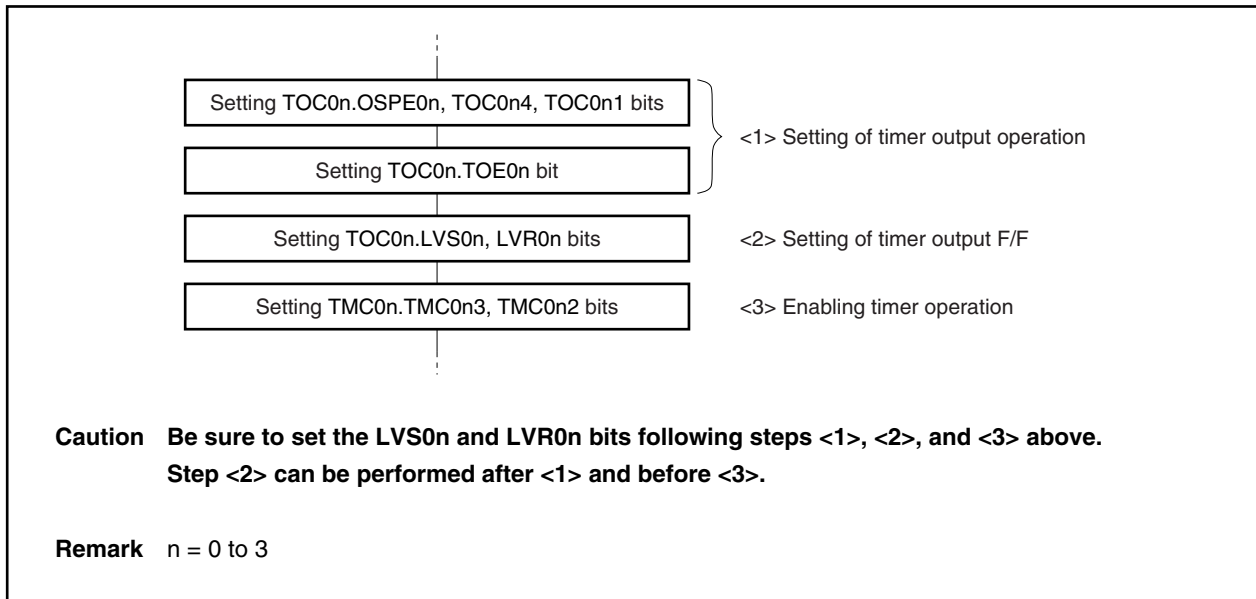 Setting TOC0n.OSPE0n, TOC0n4, TOC0n1 bits
<1> Setting of timer output operation
Setting TOC0n.TOE0n bit
Setting TOC0n.LVS0n, LVR0n bits
<2> Setting of timer output F/F
Setting TMC0n.TMC0n3, TMC0n2 bits
<3> Enabling timer operation
Caution Be sure to set the LVS0n and LVR0n bits following steps <1>, <2>, and <3> above.
Step <2> can be performed after <1> and before <3>.
Remark n = 0 to 3